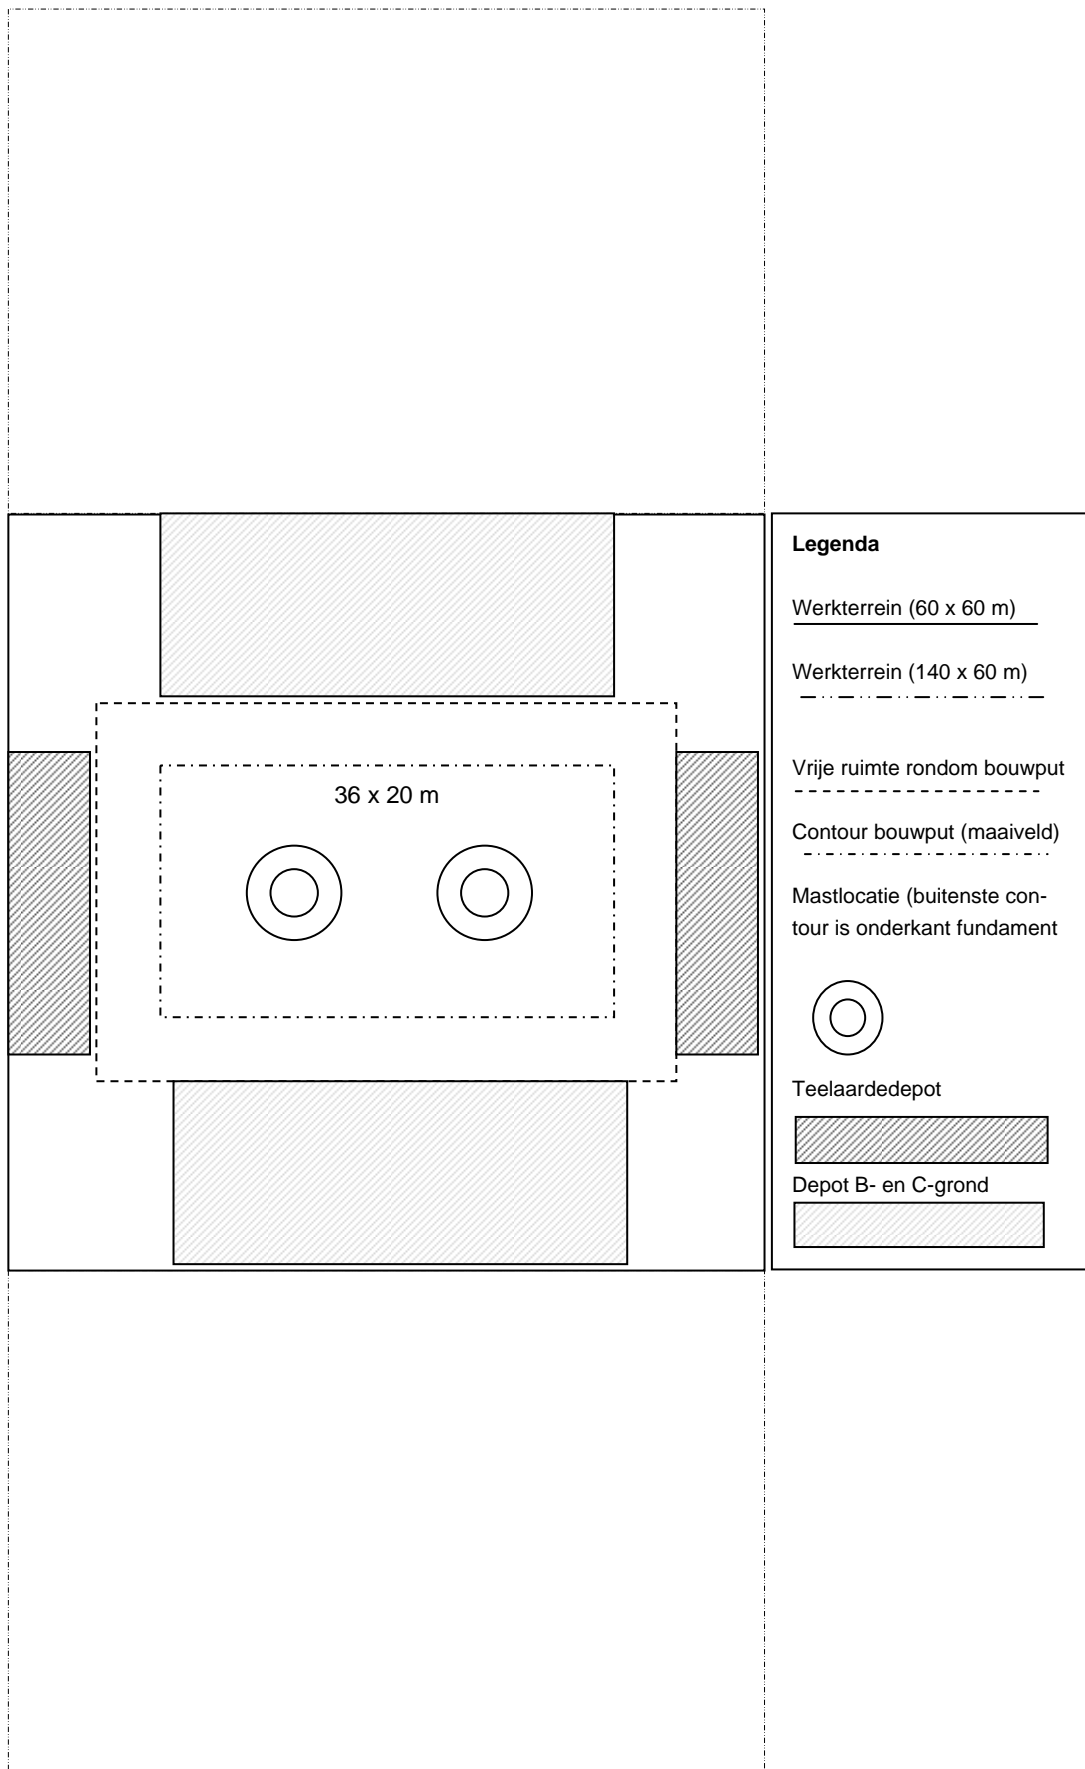 Legenda
Werkterrein (60 x 60 m)
Werkterrein (140 x 60 m)
Vrije ruimte rondom bouwput
36 x 20 m
Contour bouwput (maaiveld)
Mastlocatie (buitenste con-
tour is onderkant fundament
Teelaardedepot
Depot B- en C-grond